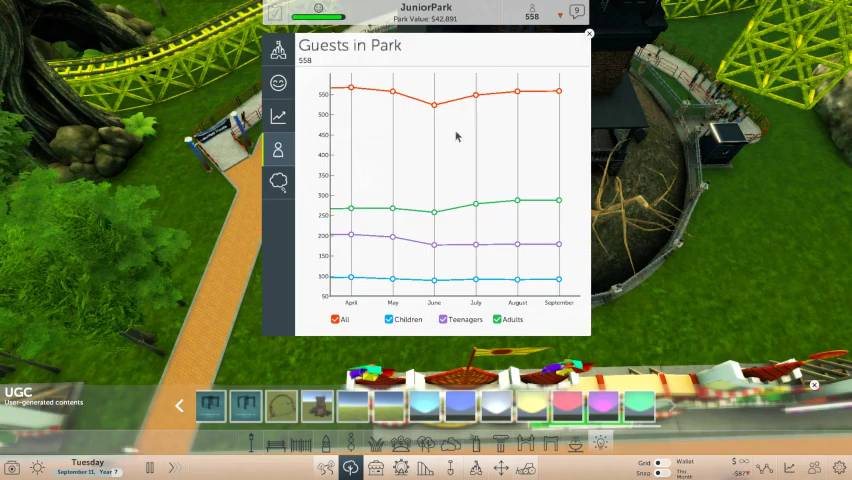 JuniorPark
Park Value: $42,891
558
9
Guests in Park
558
550
500
450
400
350
300
250
200
150
100
50
April May June July August September
All Children Teenagers Adults
UGC
User-generated contents
Tuesday
September 11, Year 7
Grid
Snap
Wallet
This Month
$ ∞
-$87